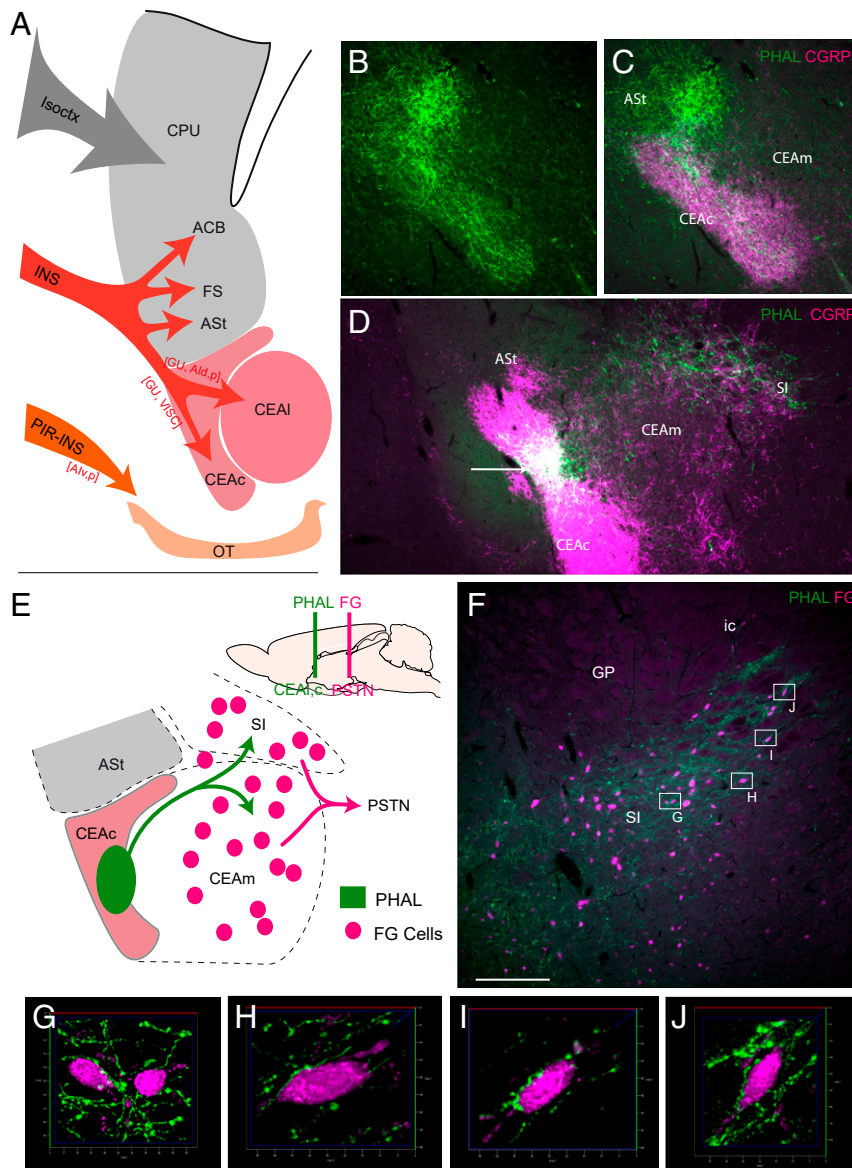 A
Isoctx
CPU
ACB
INS
FS
ASt
[GU, AId,p]
[GU, VISC]
CEAl
PIR-INS
[AIv,p]
CEAc
OT
B
C
PHAL CGRP
ASt
CEAm
CEAc
D
PHAL CGRP
ASt
SI
CEAm
CEAc
E
PHAL FG
CEAl,c PSTN
SI
ASt
PSTN
CEAc
CEAm
PHAL
FG Cells
F
PHAL FG
ic
GP
J
I
H
G
SI
G
H
I
J